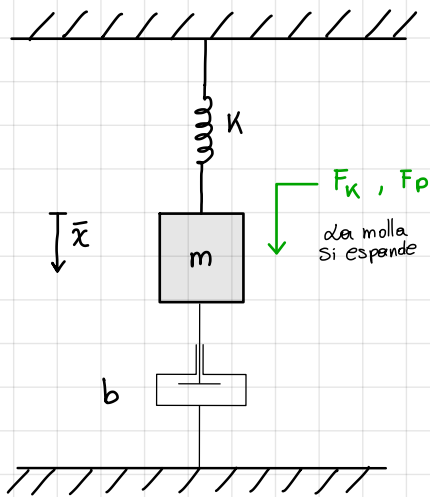 K
F_K , F_P
x̄
La molla
si espande
m
b